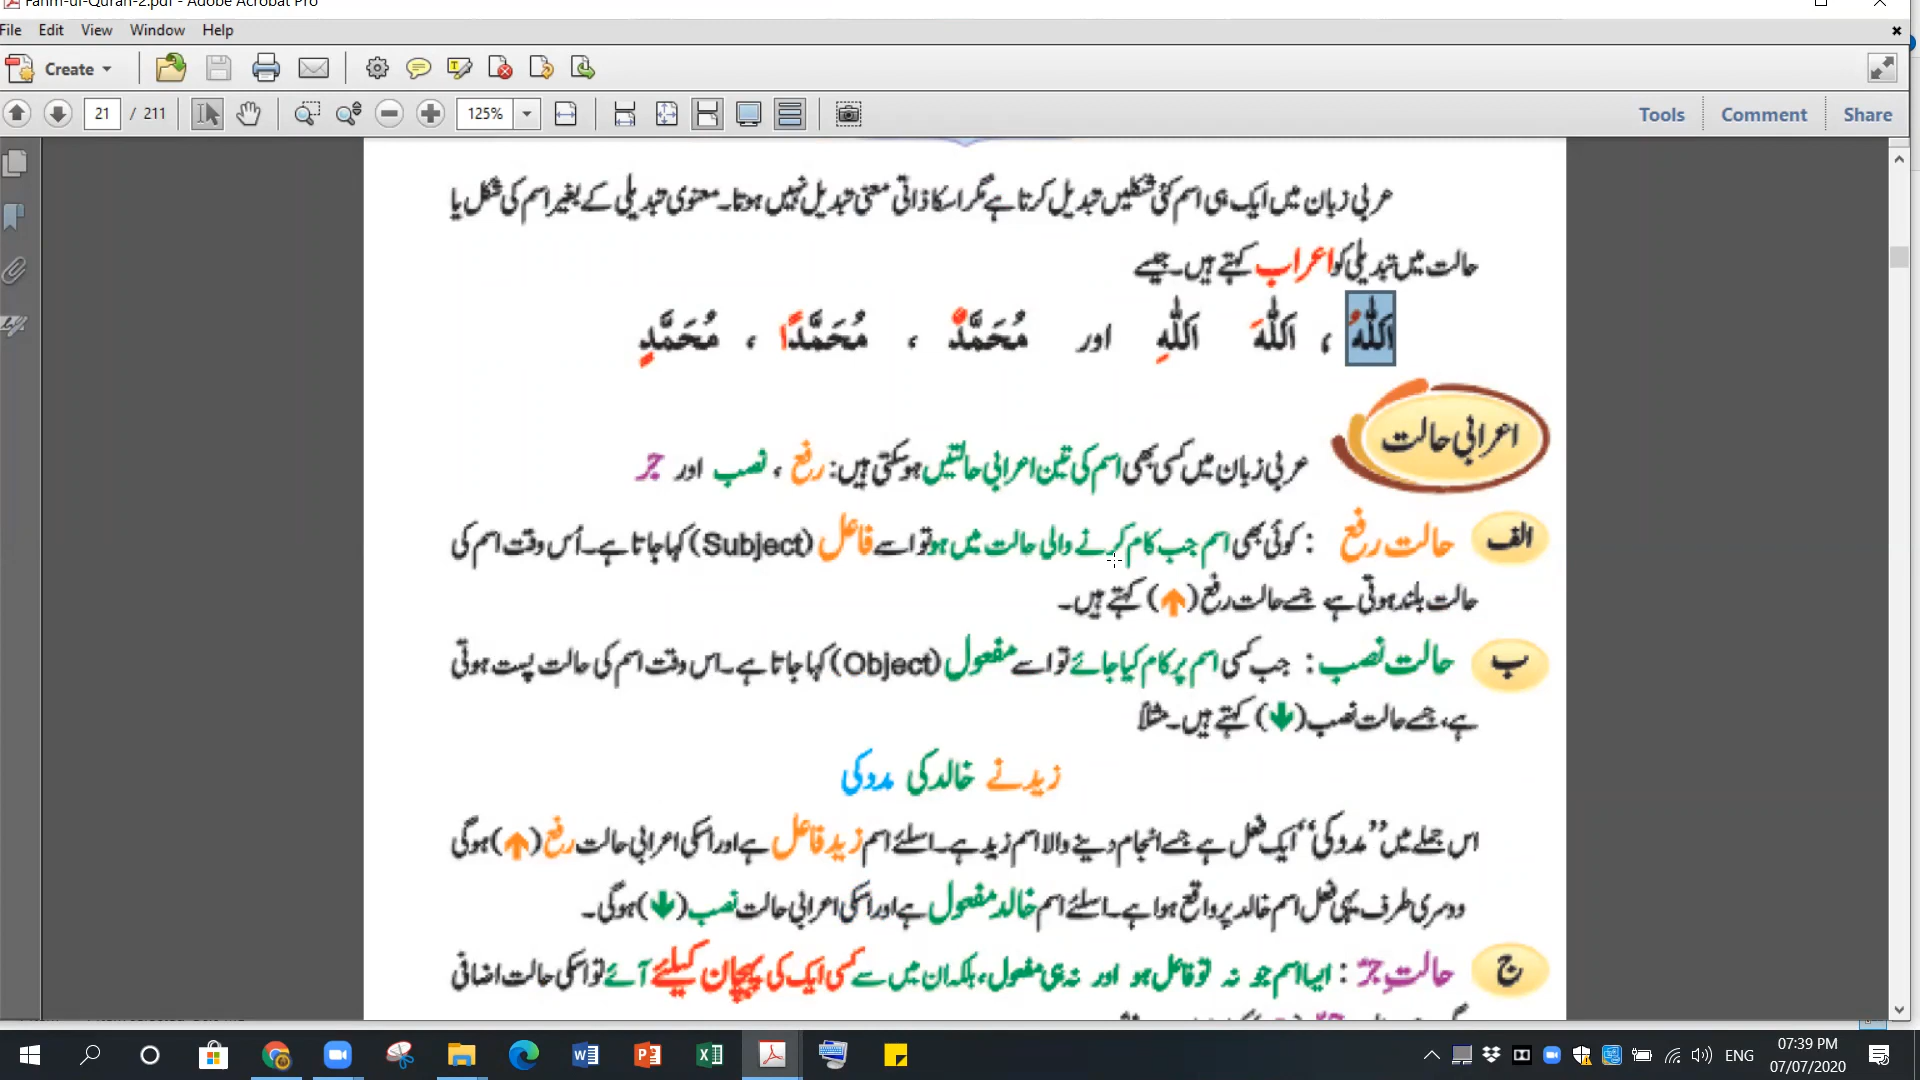 Fahm-ul-Quran-2.pdf - Adobe Acrobat Pro
File Edit View Window Help
Create
21 / 211 125% Tools Comment Share
عربی زبان میں ایک ہی اسم کئی شکلیں تبدیل کرتا ہے مگر اسکا ذاتی معنی تبدیل نہیں ہوتا۔ معنوی تبدیلی کے بغیر اسم کی شکل یا
حالت میں تبدیلی کو اعراب کہتے ہیں۔ جیسے
اَللّٰهُ ، اَللّٰهَ اَللّٰهِ اور مُحَمَّدٌ ، مُحَمَّدًا ، مُحَمَّدٍ
اعرابی حالت
عربی زبان میں کسی بھی اسم کی تین اعرابی حالتیں ہوسکتی ہیں: رفع ، نصب اور جرّ
الف حالت رفع : کوئی بھی اسم جب کام کرنے والی حالت میں ہو تو اسے فاعل (Subject) کہا جاتا ہے۔ اُس وقت اسم کی
حالت بلند ہوتی ہے جسے حالت رفع (↑) کہتے ہیں۔
ب حالت نصب : جب کسی اسم پر کام کیا جائے تو اسے مفعول (Object) کہا جاتا ہے۔ اس وقت اسم کی حالت پست ہوتی
ہے، جسے حالت نصب (↓) کہتے ہیں۔ مثلاً
زید نے خالد کی مدد کی
اس جملے میں ”مدد کی“ ایک فعل ہے جسے انجام دینے والا اسم زید ہے۔ اسلئے اسم زید فاعل ہے اور اسکی اعرابی حالت رفع (↑) ہوگی
دوسری طرف یہی فعل اسم خالد پر واقع ہوا ہے۔ اسلئے اسم خالد مفعول ہے اور اسکی اعرابی حالت نصب (↓) ہوگی۔
ج حالتِ جرّ : ایسا اسم جو نہ تو فاعل ہو اور نہ ہی مفعول، بلکہ ان میں سے کسی ایک کی پہچان کیلئے آئے تو اسکی حالت اضافی
ENG 07:39 PM
07/07/2020